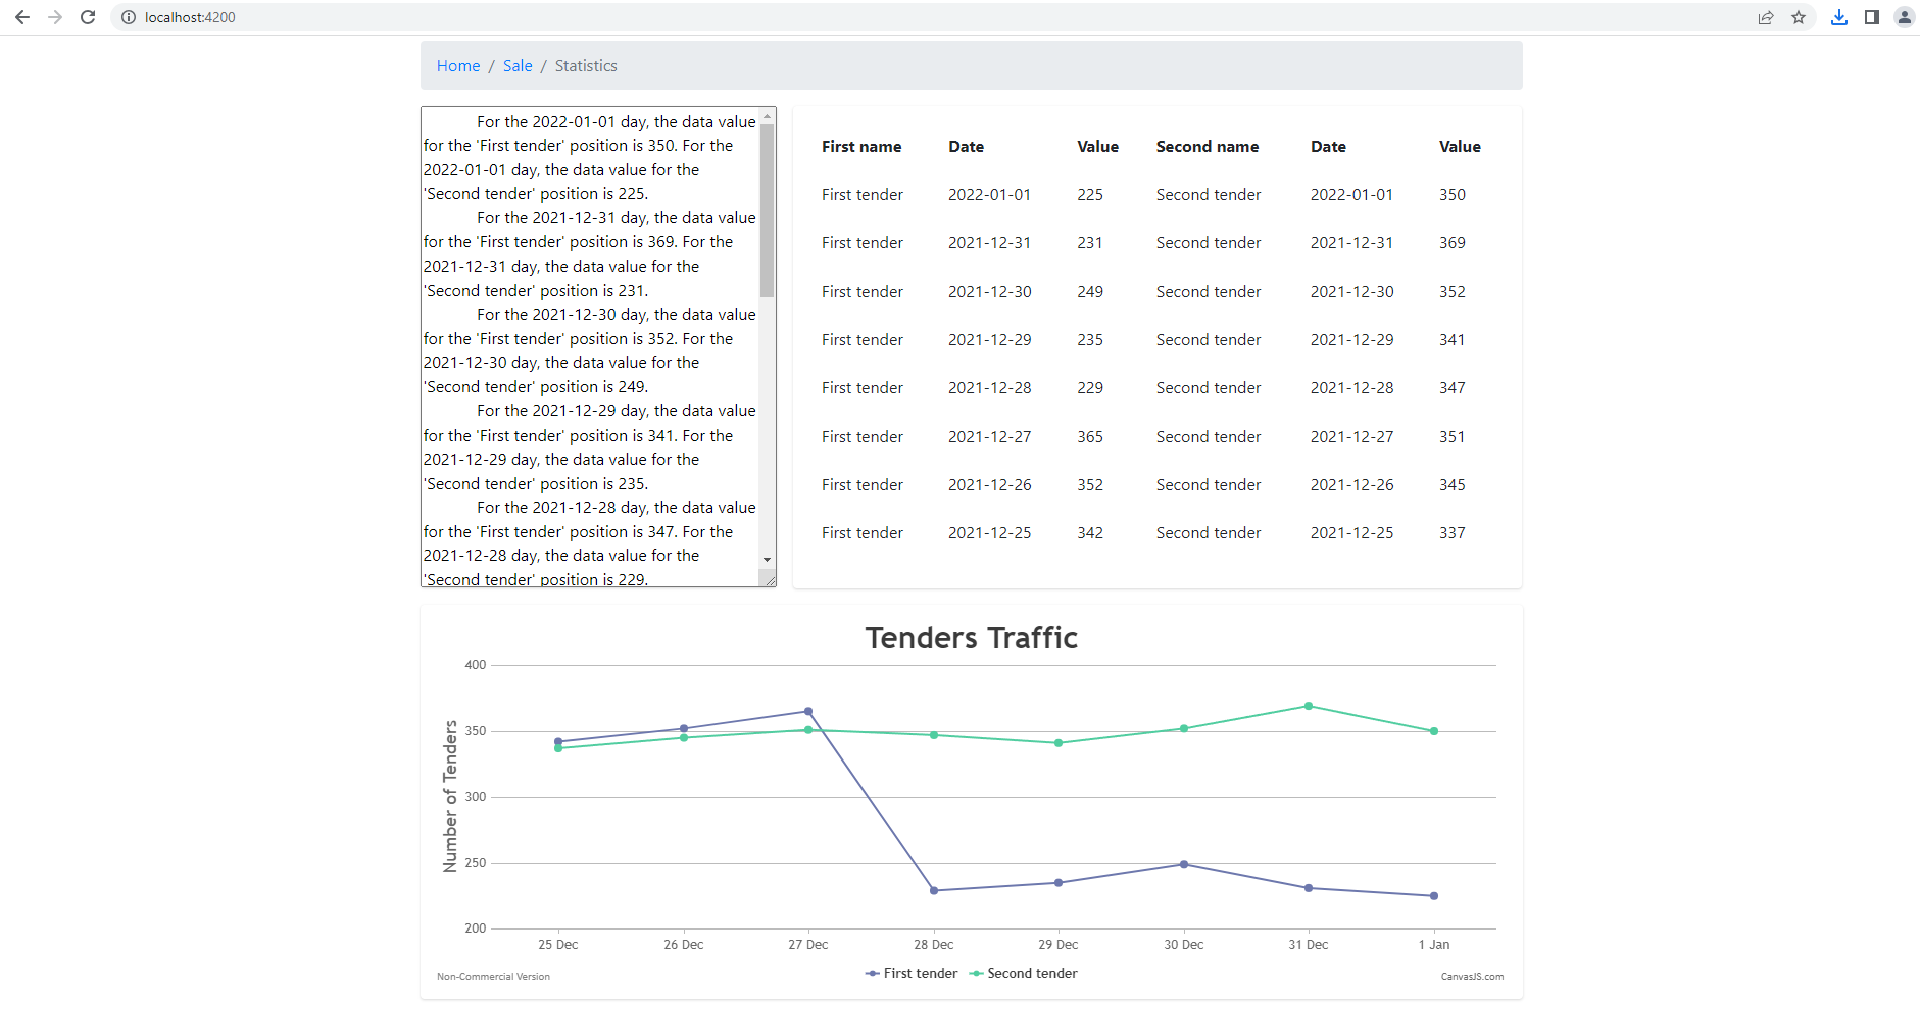 localhost:4200
Home / Sale / Statistics
For the 2022-01-01 day, the data value
for the 'First tender' position is 350. For the
2022-01-01 day, the data value for the
'Second tender' position is 225.
For the 2021-12-31 day, the data value
for the 'First tender' position is 369. For the
2021-12-31 day, the data value for the
'Second tender' position is 231.
For the 2021-12-30 day, the data value
for the 'First tender' position is 352. For the
2021-12-30 day, the data value for the
'Second tender' position is 249.
For the 2021-12-29 day, the data value
for the 'First tender' position is 341. For the
2021-12-29 day, the data value for the
'Second tender' position is 235.
For the 2021-12-28 day, the data value
for the 'First tender' position is 347. For the
2021-12-28 day, the data value for the
'Second tender' position is 229.
First name Date Value Second name Date Value
First tender 2022-01-01 225 Second tender 2022-01-01 350
First tender 2021-12-31 231 Second tender 2021-12-31 369
First tender 2021-12-30 249 Second tender 2021-12-30 352
First tender 2021-12-29 235 Second tender 2021-12-29 341
First tender 2021-12-28 229 Second tender 2021-12-28 347
First tender 2021-12-27 365 Second tender 2021-12-27 351
First tender 2021-12-26 352 Second tender 2021-12-26 345
First tender 2021-12-25 342 Second tender 2021-12-25 337
Tenders Traffic
Number of Tenders
400
350
300
250
200
25 Dec 26 Dec 27 Dec 28 Dec 29 Dec 30 Dec 31 Dec 1 Jan
First tender Second tender
Non-Commercial Version
CanvasJS.com